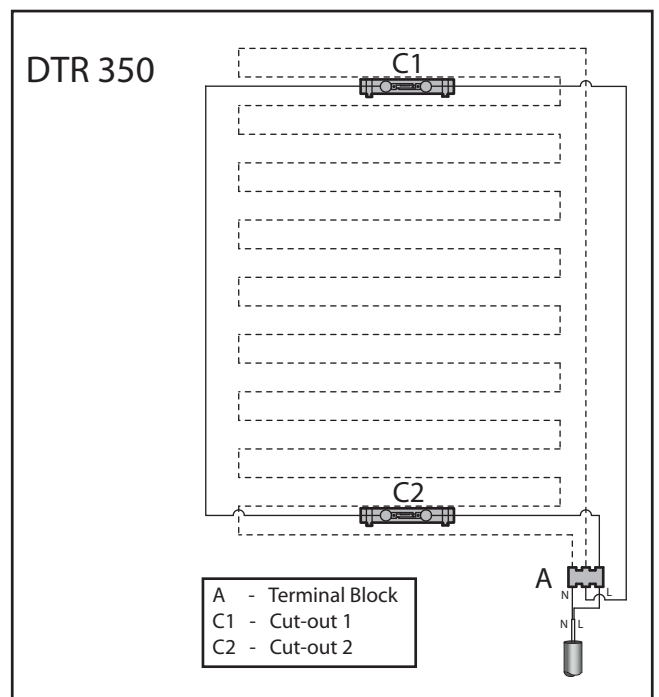 DTR 350
C1
C2
A
N L
N L
A - Terminal Block
C1 - Cut-out 1
C2 - Cut-out 2